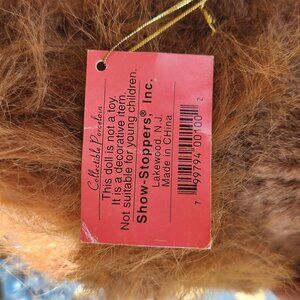 Collectible Porcelain
This doll is not a toy.
It is a decorative item.
Not suitable for young children.
Show-Stoppers® Inc.
Lakewood, N.J.
Made in CHina